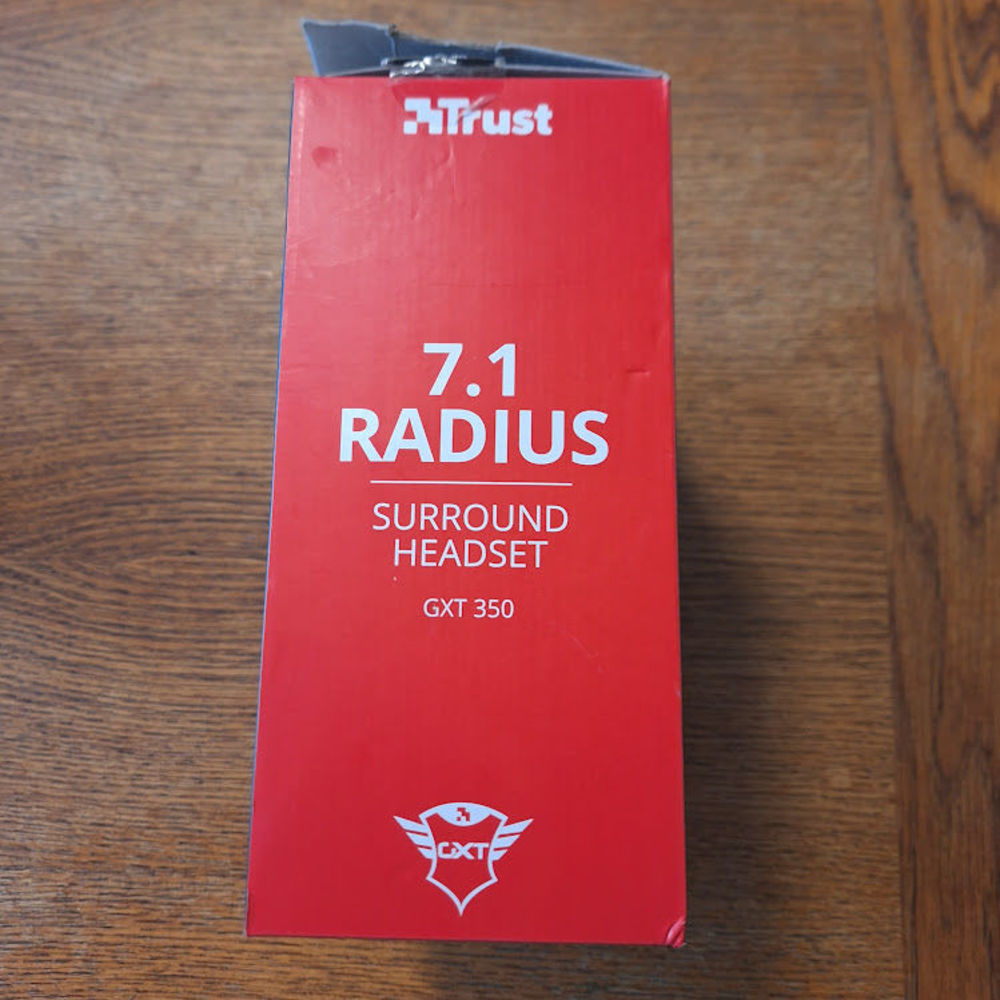 Trust
7.1
RADIUS
SURROUND
HEADSET
GXT 350
GXT